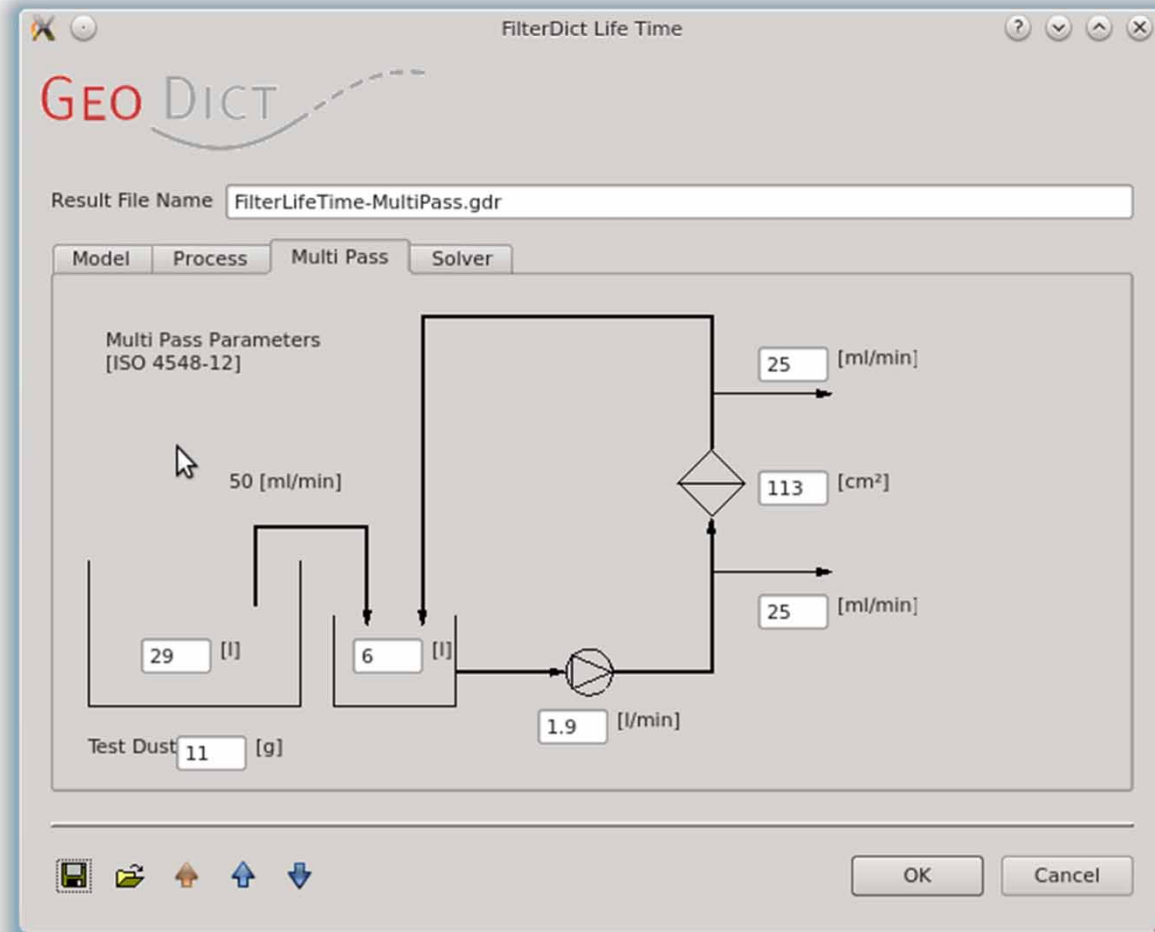 FilterDict Life Time
GEO DICT
Result File Name FilterLifeTime-MultiPass.gdr
Model Process Multi Pass Solver
Multi Pass Parameters
[ISO 4548-12]
25 [ml/min]
50 [ml/min]
113 [cm²]
25 [ml/min]
29 [l]
6 [l]
1.9 [l/min]
Test Dust 11 [g]
OK Cancel